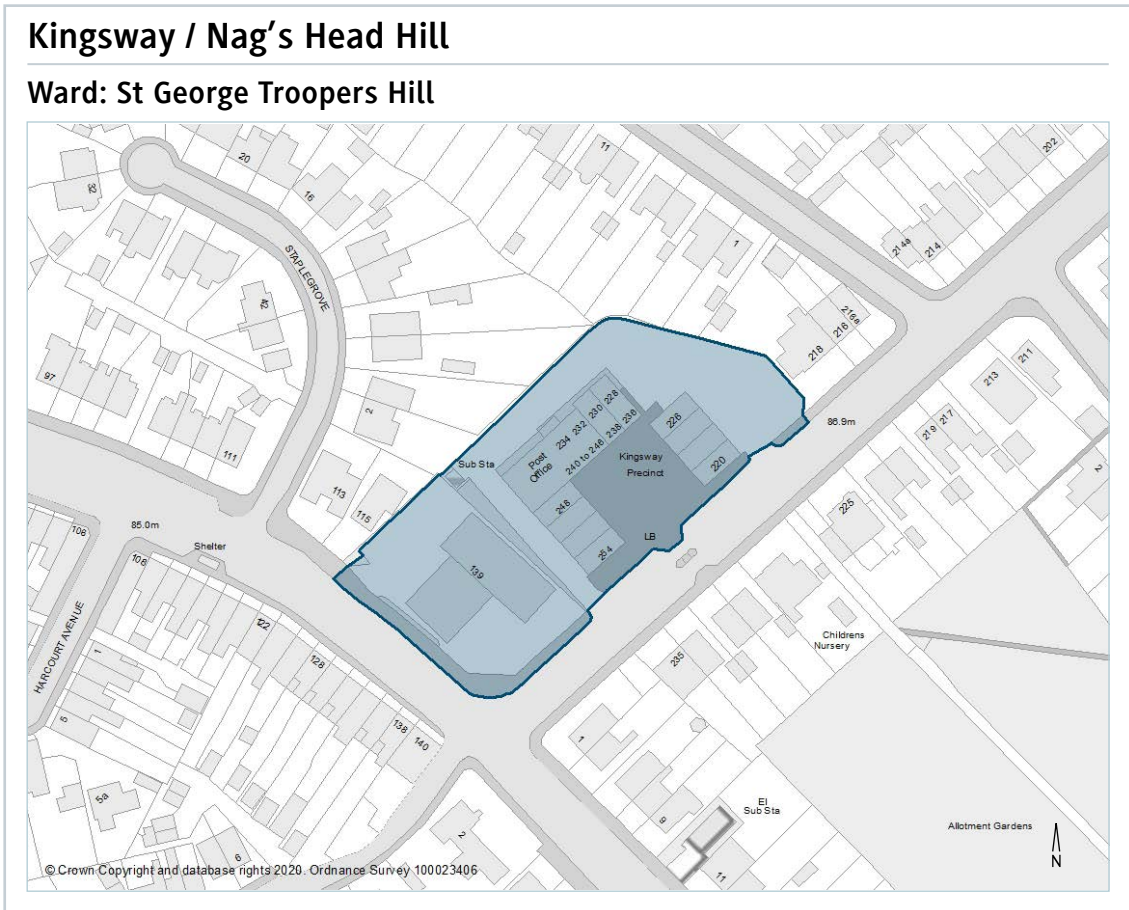 Kingsway / Nag's Head Hill
Ward: St George Troopers Hill
20
11
202
32
16
1
214a
214
STAPLEGROVE
42
216a
216
218
211
213
97
2
228
230
232
234
236
238
226
86.9m
219
217
Post
Office
240 to 246
Kingsway
Precinct
220
2
111
Sub Sta
113
115
248
225
108
85.0m
Shelter
254
LB
106
139
HARCOURT AVENUE
122
Childrens
Nursery
1
128
235
5
138
140
1
5a
El
Sub Sta
9
2
Allotment Gardens
6
11
N
© Crown Copyright and database rights 2020. Ordnance Survey 100023406